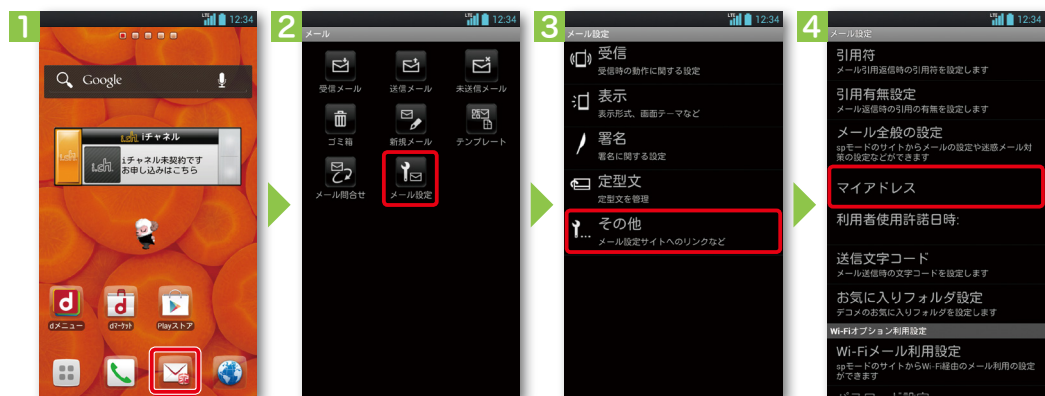 1
LTE 12:34
Google
i.ch iチャネル
i.ch
i.ch.
iチャネル未契約です
お申し込みはこちら
dメニュー
dマーケット
Playストア
2
LTE 12:34
メール
受信メール
送信メール
未送信メール
ゴミ箱
新規メール
テンプレート
メール問合せ
メール設定
3
LTE 12:34
メール設定
受信
受信時の動作に関する設定
表示
表示形式、画面テーマなど
署名
署名に関する設定
定型文
定型文を管理
その他
メール設定サイトへのリンクなど
4
LTE 12:34
メール設定
引用符
メール引用返信時の引用符を設定します
引用有無設定
メール返信時の引用の有無を設定します
メール全般の設定
spモードのサイトからメールの設定や迷惑メール対
策の設定などができます
マイアドレス
利用者使用許諾日時:
送信文字コード
メール送信時の文字コードを設定します
お気に入りフォルダ設定
デコメのお気に入りフォルダを設定します
Wi-Fiオプション利用設定
Wi-Fiメール利用設定
spモードのサイトからWi-Fi経由のメール利用の設定
ができます